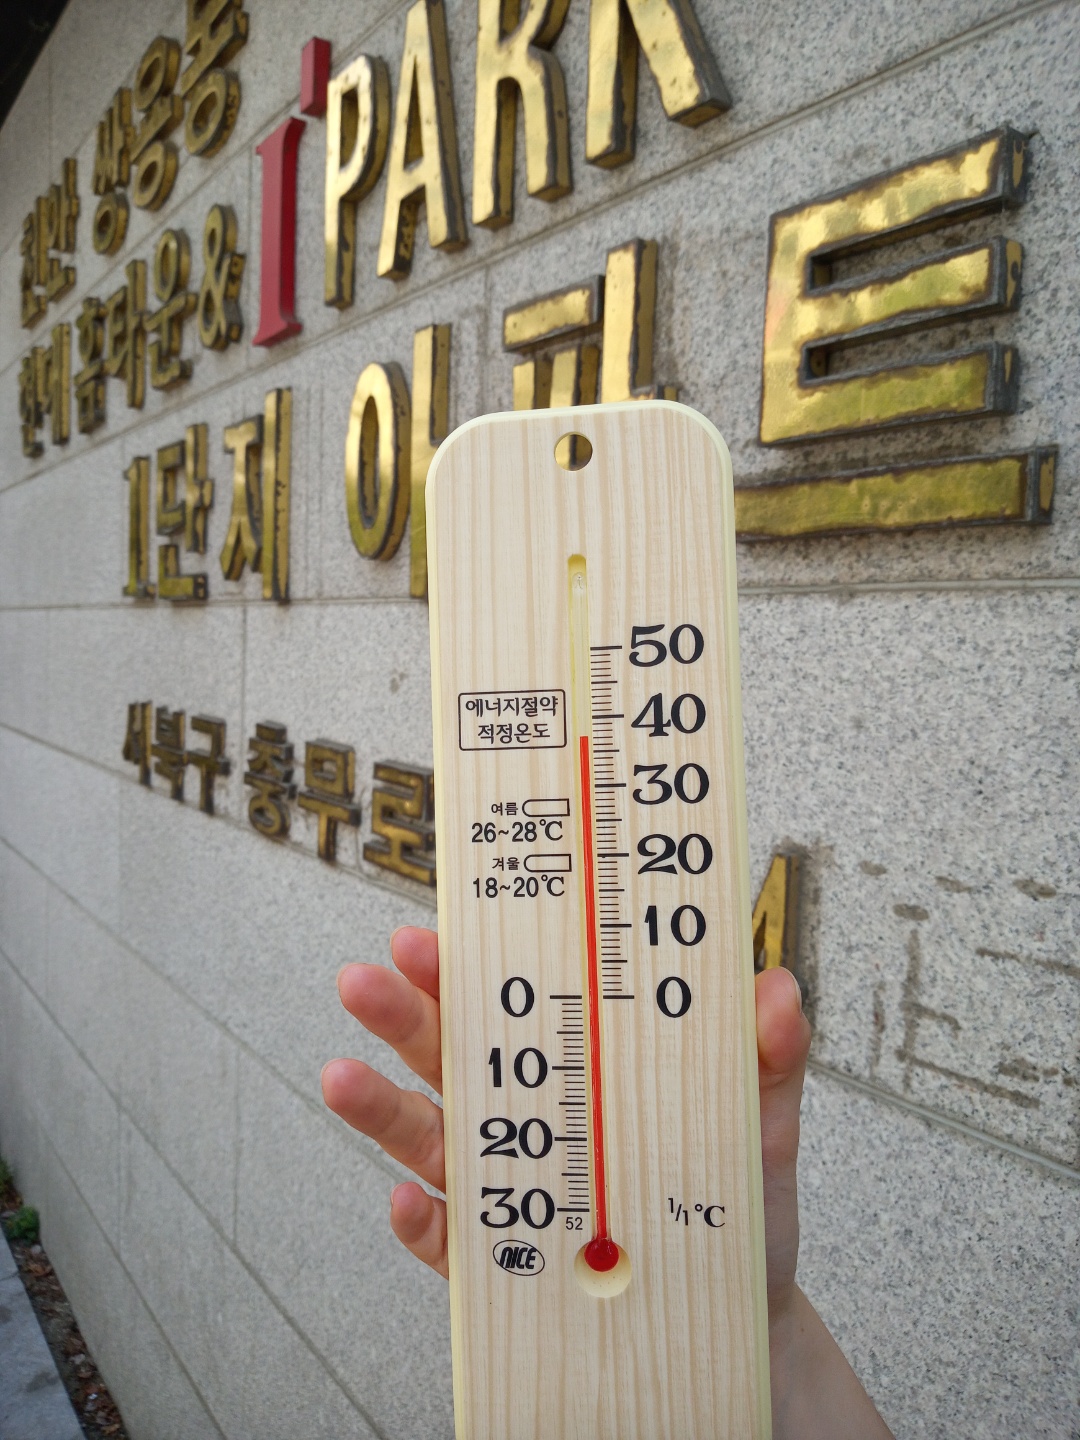 천안 쌍용동
현대홈타운&I'PARK
1단지 아파트
서북구 충무로
에너지절약
적정온도
여름
26~28℃
겨울
18~20℃
50
40
30
20
10
0 0
10
20
30
52
1/1 ℃
NICE